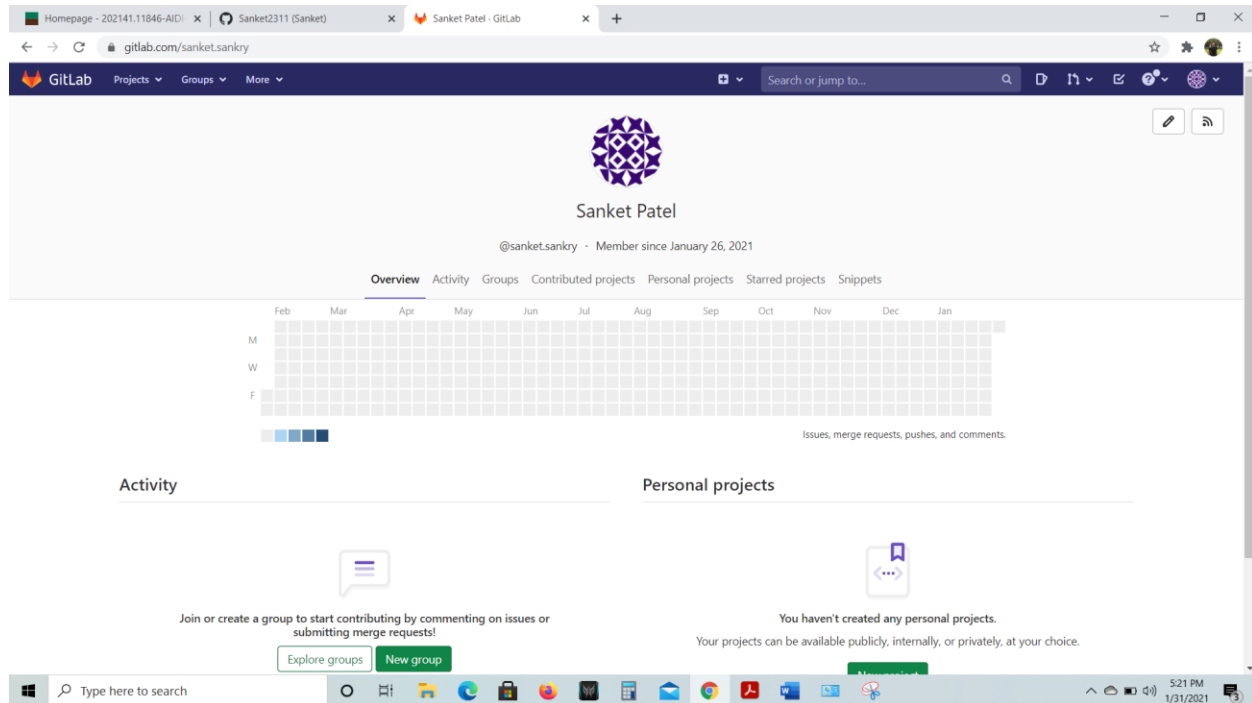 Homepage - 202141.11846-AIDI
Sanket2311 (Sanket)
Sanket Patel · GitLab
gitlab.com/sanket.sankry
GitLab Projects Groups More Search or jump to...
Sanket Patel
@sanket.sankry · Member since January 26, 2021
Overview Activity Groups Contributed projects Personal projects Starred projects Snippets
Feb Mar Apr May Jun Jul Aug Sep Oct Nov Dec Jan
M
W
F
Issues, merge requests, pushes, and comments.
Activity
Join or create a group to start contributing by commenting on issues or
submitting merge requests!
Explore groups New group
Personal projects
You haven't created any personal projects.
Your projects can be available publicly, internally, or privately, at your choice.
New project
Type here to search
5:21 PM
1/31/2021
3